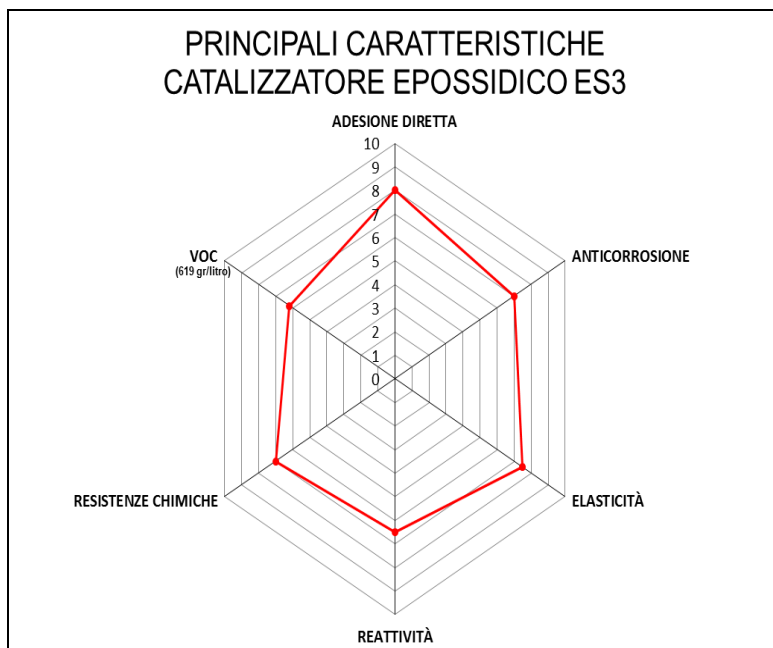 PRINCIPALI CARATTERISTICHE
CATALIZZATORE EPOSSIDICO ES3
ADESIONE DIRETTA
10
9
8
7
6
5
4
3
2
1
0
VOC
(619 gr/litro)
ANTICORROSIONE
RESISTENZE CHIMICHE
ELASTICITÀ
REATTIVITÀ